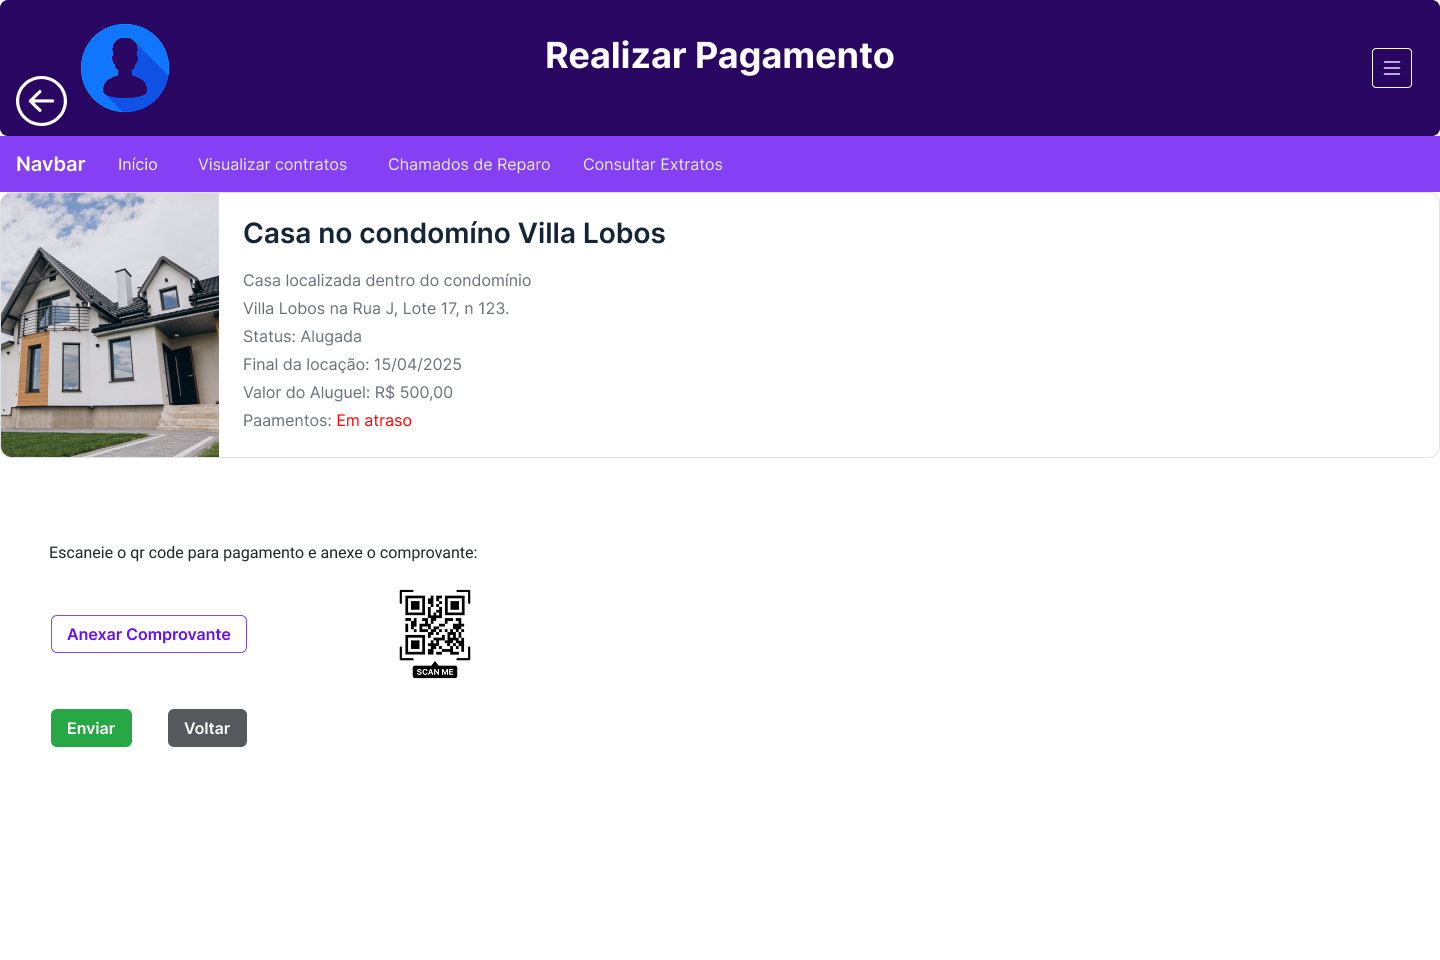 Realizar Pagamento
Navbar Início Visualizar contratos Chamados de Reparo Consultar Extratos
Casa no condomíno Villa Lobos
Casa localizada dentro do condomínio
Villa Lobos na Rua J, Lote 17, n 123.
Status: Alugada
Final da locação: 15/04/2025
Valor do Aluguel: R$ 500,00
Paamentos: Em atraso
Escaneie o qr code para pagamento e anexe o comprovante:
Anexar Comprovante
SCAN ME
Enviar Voltar